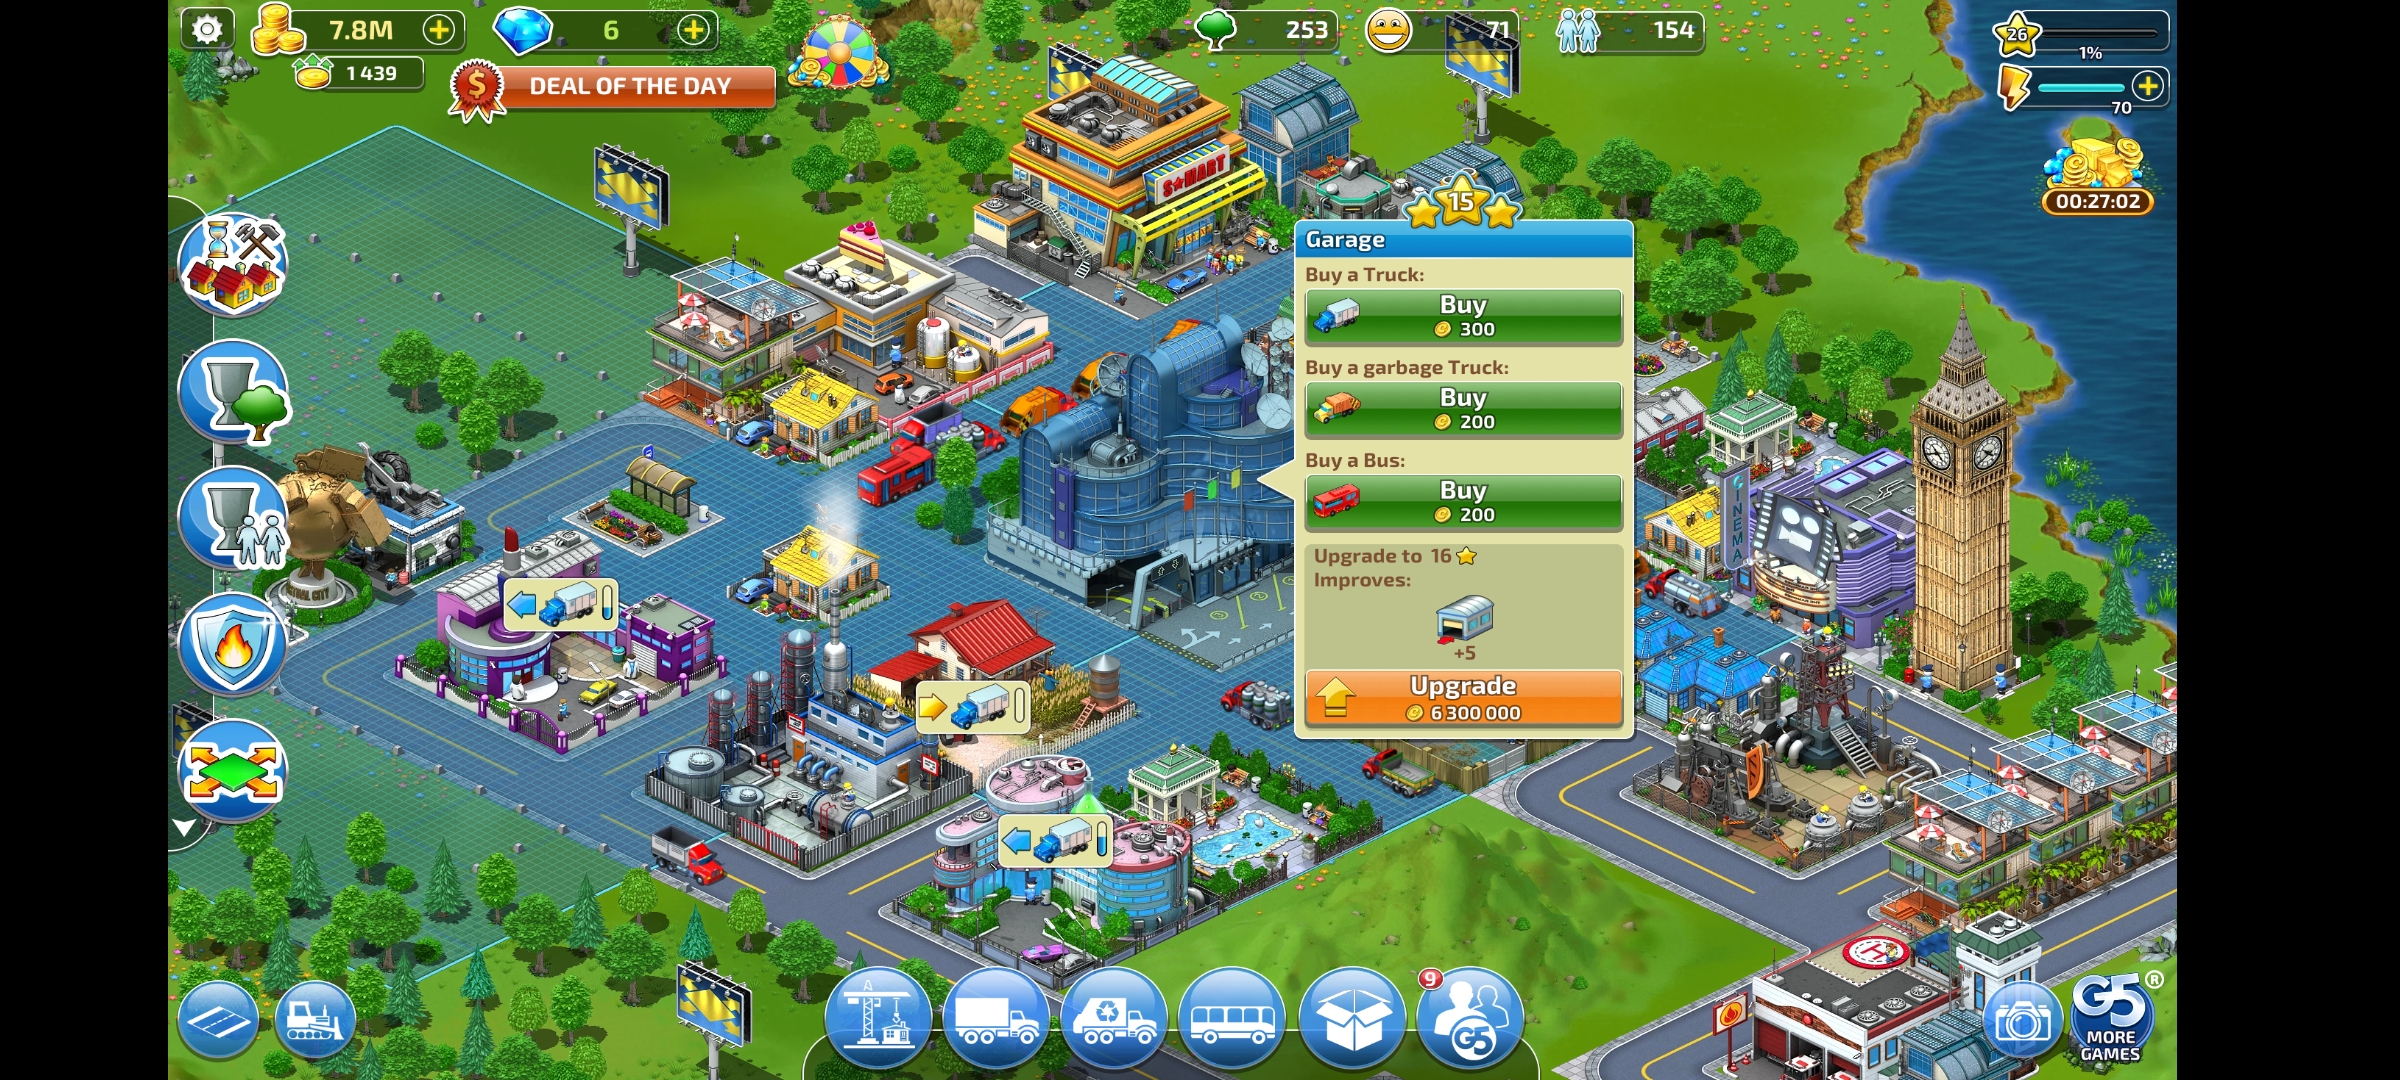 7.8M
6
253
71
154
26
1%
1 439
DEAL OF THE DAY
70
00:27:02
S★MART
15
Garage
Buy a Truck:
Buy
300
Buy a garbage Truck:
Buy
200
Buy a Bus:
Buy
200
Upgrade to 16
Improves:
+5
Upgrade
6 300 000
CINEMA
H
9
G5
G5
®
MORE
GAMES